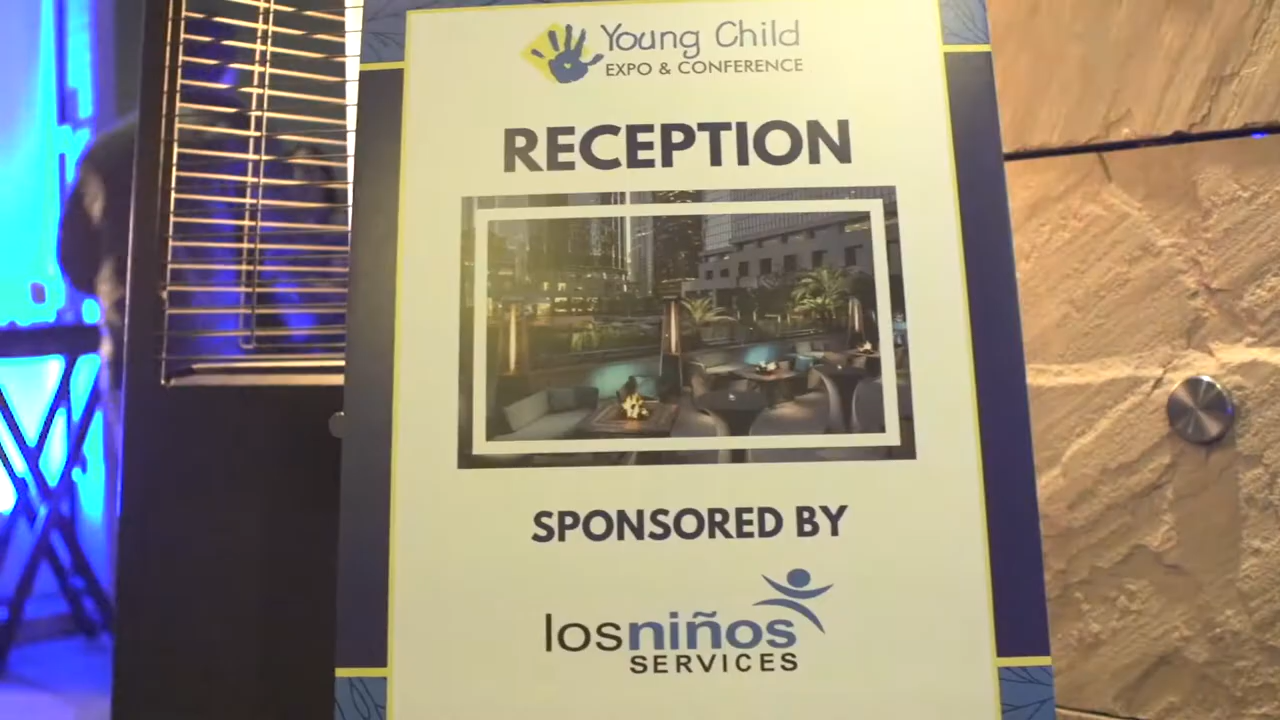 Young Child
EXPO & CONFERENCE
RECEPTION
SPONSORED BY
losniños
SERVICES